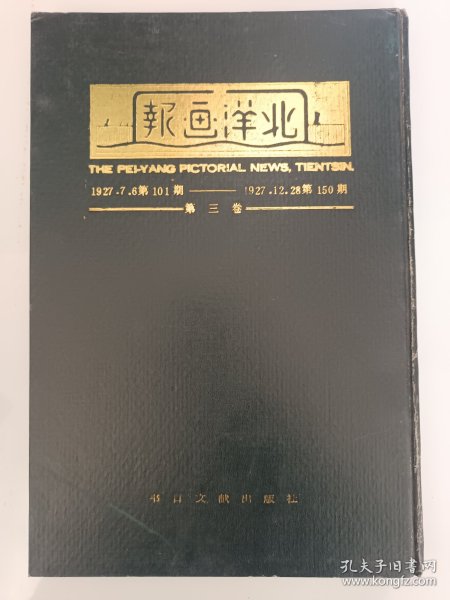 北洋画報
THE PEI-YANG PICTORIAL NEWS, TIENTSIN.
1927.7.6第101期——1927.12.28第150期
第三卷
书目文献出版社
孔夫子旧书网
www.kongfz.com